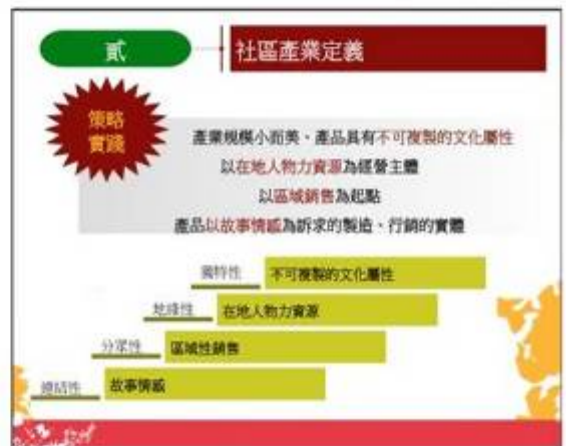 貳
社區產業定義
策略
實踐
產業規模小而美、產品具有不可複製的文化屬性
以在地人物力資源為經營主體
以區域銷售為起點
產品以故事情感為訴求的製造、行銷的實體
獨特性 不可複製的文化屬性
地緣性 在地人物力資源
分眾性 區域性銷售
連結性 故事情感